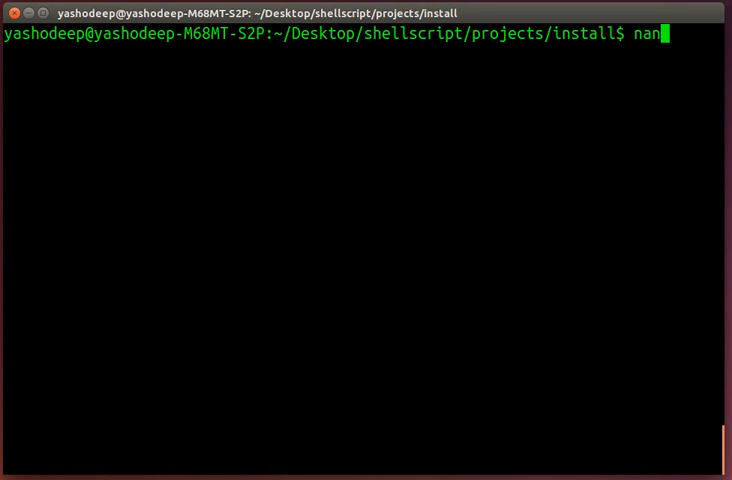 yashodeep@yashodeep-M68MT-S2P: ~/Desktop/shellscript/projects/install
yashodeep@yashodeep-M68MT-S2P:~/Desktop/shellscript/projects/install$ nan